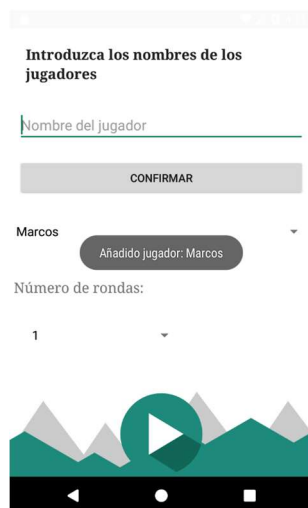 Introduzca los nombres de los
jugadores
Nombre del jugador
CONFIRMAR
Marcos
Añadido jugador: Marcos
Número de rondas:
1